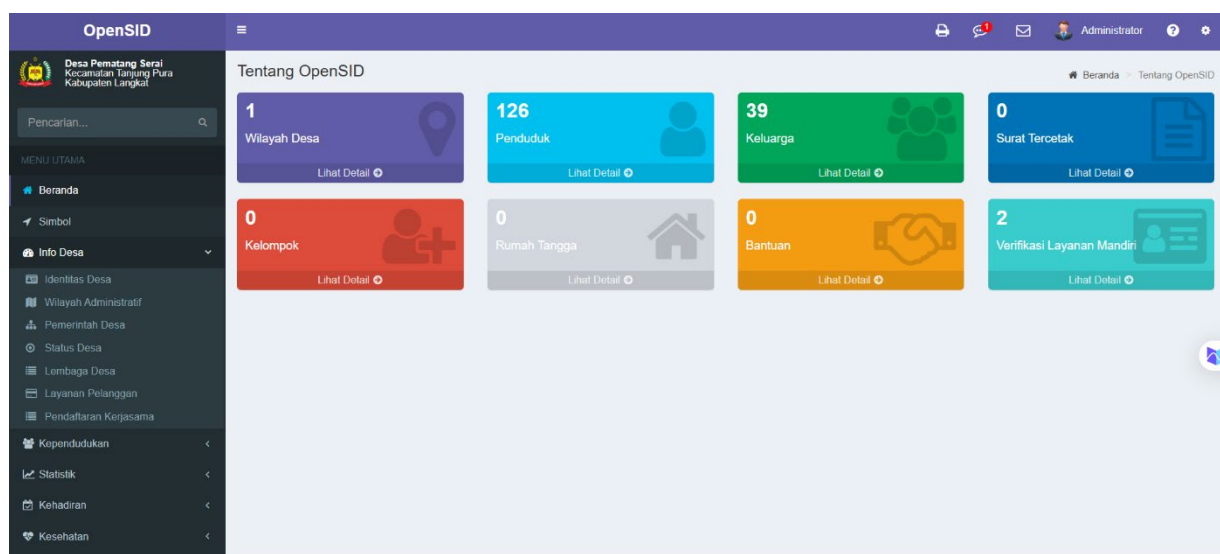 OpenSID
1
Administrator
Desa Pematang Serai
Kecamatan Tanjung Pura
Kabupaten Langkat
Pencarian...
MENU UTAMA
Beranda
Simbol
Info Desa
Identitas Desa
Wilayah Administratif
Pemerintah Desa
Status Desa
Lembaga Desa
Layanan Pelanggan
Pendaftaran Kerjasama
Kependudukan
Statistik
Kehadiran
Kesehatan
Tentang OpenSID
Beranda > Tentang OpenSID
1
Wilayah Desa
Lihat Detail
126
Penduduk
Lihat Detail
39
Keluarga
Lihat Detail
0
Surat Tercetak
Lihat Detail
0
Kelompok
Lihat Detail
0
Rumah Tangga
Lihat Detail
0
Bantuan
Lihat Detail
2
Verifikasi Layanan Mandiri
Lihat Detail